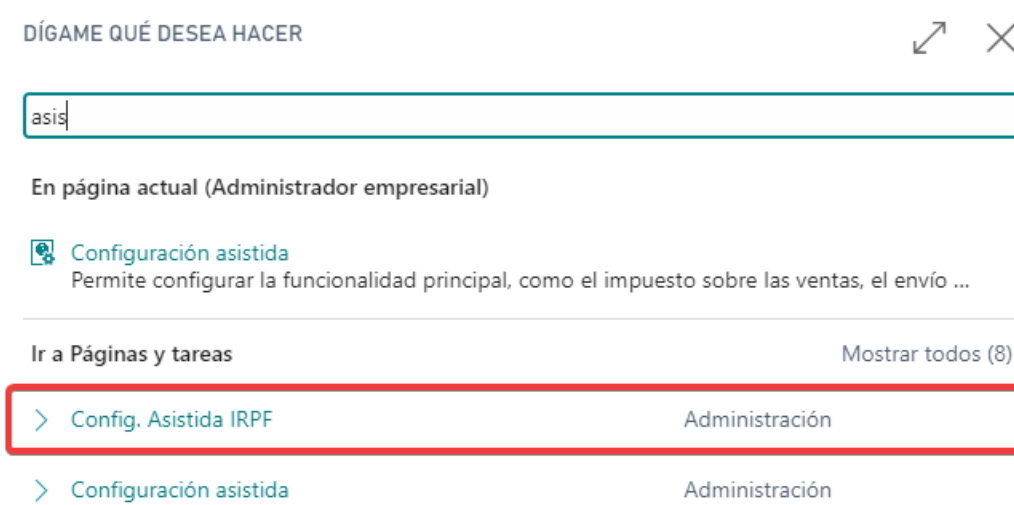 DÍGAME QUÉ DESEA HACER
asis
En página actual (Administrador empresarial)
Configuración asistida
Permite configurar la funcionalidad principal, como el impuesto sobre las ventas, el envío ...
Ir a Páginas y tareas Mostrar todos (8)
Config. Asistida IRPF Administración
Configuración asistida Administración